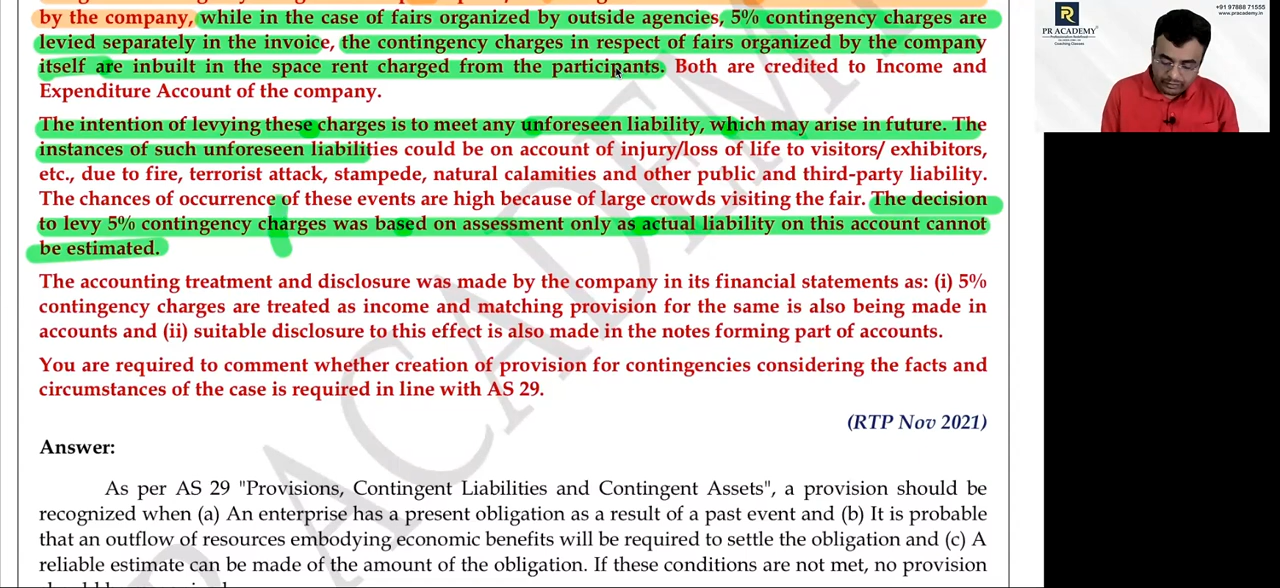 by the company, while in the case of fairs organized by outside agencies, 5% contingency charges are
levied separately in the invoice, the contingency charges in respect of fairs organized by the company
itself are inbuilt in the space rent charged from the participants. Both are credited to Income and
Expenditure Account of the company.
The intention of levying these charges is to meet any unforeseen liability, which may arise in future. The
instances of such unforeseen liabilities could be on account of injury/loss of life to visitors/ exhibitors,
etc., due to fire, terrorist attack, stampede, natural calamities and other public and third-party liability.
The chances of occurrence of these events are high because of large crowds visiting the fair. The decision
to levy 5% contingency charges was based on assessment only as actual liability on this account cannot
be estimated.
The accounting treatment and disclosure was made by the company in its financial statements as: (i) 5%
contingency charges are treated as income and matching provision for the same is also being made in
accounts and (ii) suitable disclosure to this effect is also made in the notes forming part of accounts.
You are required to comment whether creation of provision for contingencies considering the facts and
circumstances of the case is required in line with AS 29.
(RTP Nov 2021)
Answer:
As per AS 29 "Provisions, Contingent Liabilities and Contingent Assets", a provision should be
recognized when (a) An enterprise has a present obligation as a result of a past event and (b) It is probable
that an outflow of resources embodying economic benefits will be required to settle the obligation and (c) A
reliable estimate can be made of the amount of the obligation. If these conditions are not met, no provision
PR ACADEMY
+91 97888 71555
www.pracademy.in
PR ACADEMY
Coaching Classes